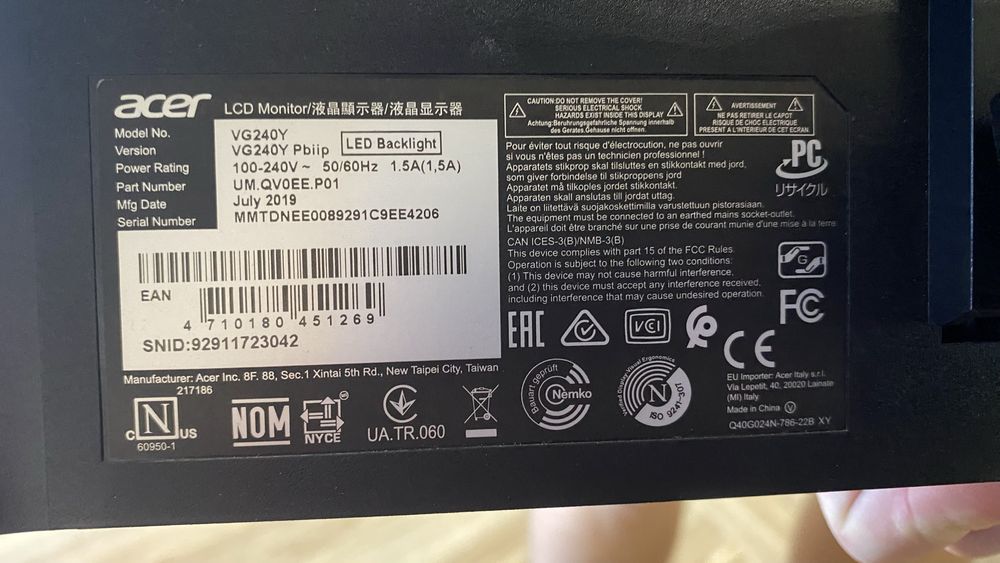 acer LCD Monitor/液晶顯示器/液晶显示器
Model No. VG240Y
Version VG240Y Pbiip LED Backlight
Power Rating 100-240V~ 50/60Hz 1.5A(1,5A)
Part Number UM.QV0EE.P01
Mfg Date July 2019
Serial Number MMTDNEE0089291C9EE4206
EAN
4 710180 451269
SNID:92911723042
Manufacturer: Acer Inc. 8F. 88, Sec.1 Xintai 5th Rd., New Taipei City, Taiwan
217186
C N US
60950-1
NOM
NYCE
UA.TR.060
CAUTION:DO NOT REMOVE THE COVER!
SERIOUS ELECTRICAL SHOCK
HAZARDS EXIST INSIDE THIS DISPLAY
Achtung:Beruhrungsgefahrliche Spannung innerhalb
des Gerates.Gehause nicht offnen.
AVERTISSEMENT
NE PAS RETIRER LE CAPOT
RISQUE DE CHOC ELECTRIQUE
PRESENT A L'INTERIEUR DE CET ECRAN.
Pour éviter tout risque d'électrocution, ne pas ouvrir
si vous n'êtes pas un technicien professionnel !
Apparatets stikprop skal tilsluttes en stikkontakt med jord,
som giver forbindelse til stikproppens jord
Apparatet må tilkoples jordet stikkontakt.
Apparaten skall anslutas till jordat uttag.
Laite on liitettävä suojakoskettimilla varustettuun pistorasiaan.
The equipment must be connected to an earthed mains socket-outlet.
L'appareil doit être branché sur une prise de courant munie d'une mise à la terre
CAN ICES-3(B)/NMB-3(B)
This device complies with part 15 of the FCC Rules.
Operation is subject to the following two conditions:
(1) This device may not cause harmful interference,
and (2) this device must accept any interference received,
including interference that may cause undesired operation.
PC
リサイクル
G
FC
EAC
VCI
CE
Bauart geprüft
Nemko
Unified Display Visual Ergonomics
N
ISO 9241-307
EU Importer: Acer Italy s.r.l.
Via Lepetit, 40, 20020 Lainate
(MI) Italy
Made in China V
Q40G024N-786-22B XY